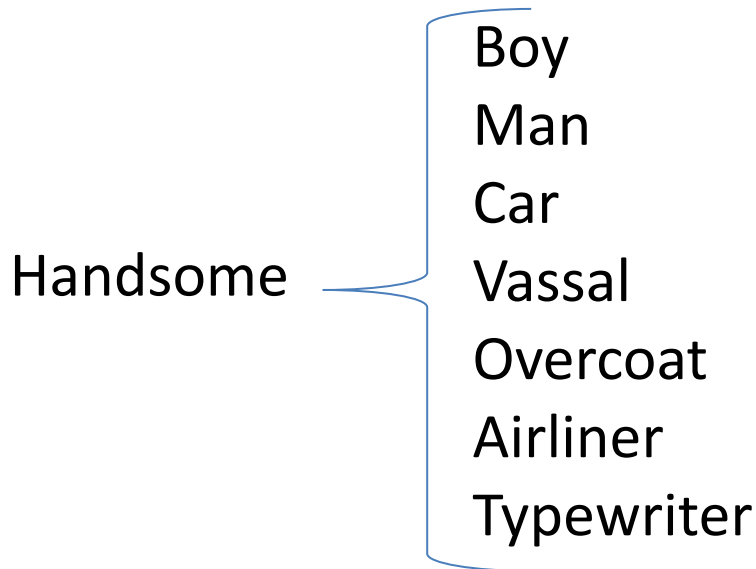 Handsome
Boy
Man
Car
Vassal
Overcoat
Airliner
Typewriter